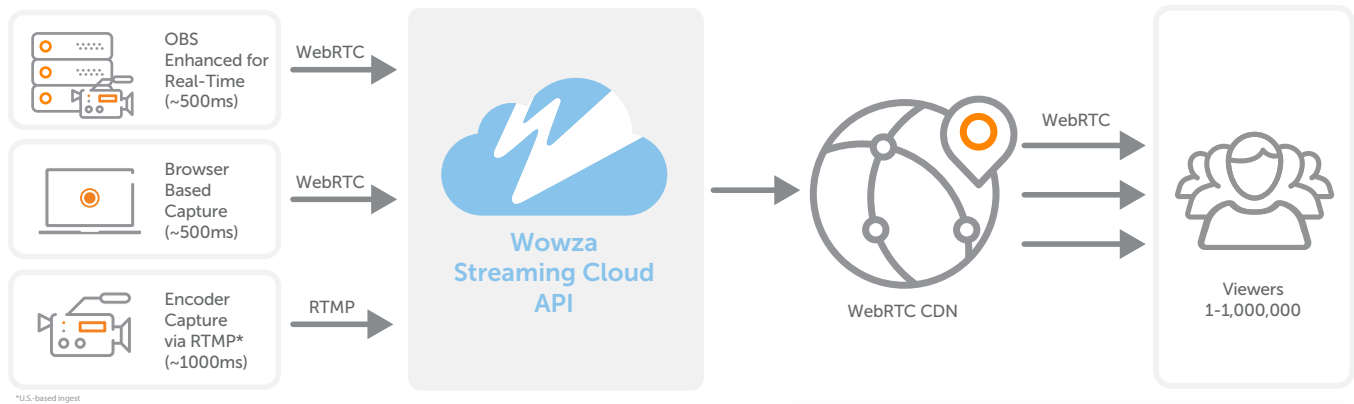 OBS
Enhanced for
Real-Time
(~500ms)
WebRTC
Browser
Based
Capture
(~500ms)
WebRTC
Encoder
Capture
via RTMP*
(~1000ms)
RTMP
*U.S.-based ingest
Wowza
Streaming Cloud
API
WebRTC CDN
WebRTC
Viewers
1-1,000,000